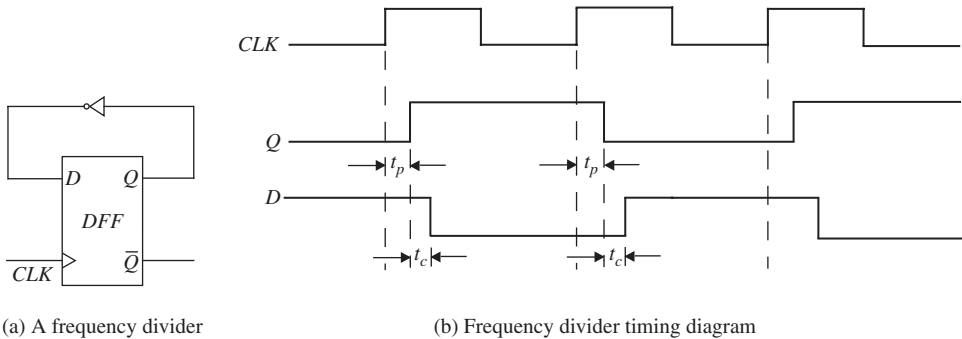 D
Q
DFF
Q̅
CLK
(a) A frequency divider
CLK
Q
t_p
t_p
D
t_c
t_c
(b) Frequency divider timing diagram